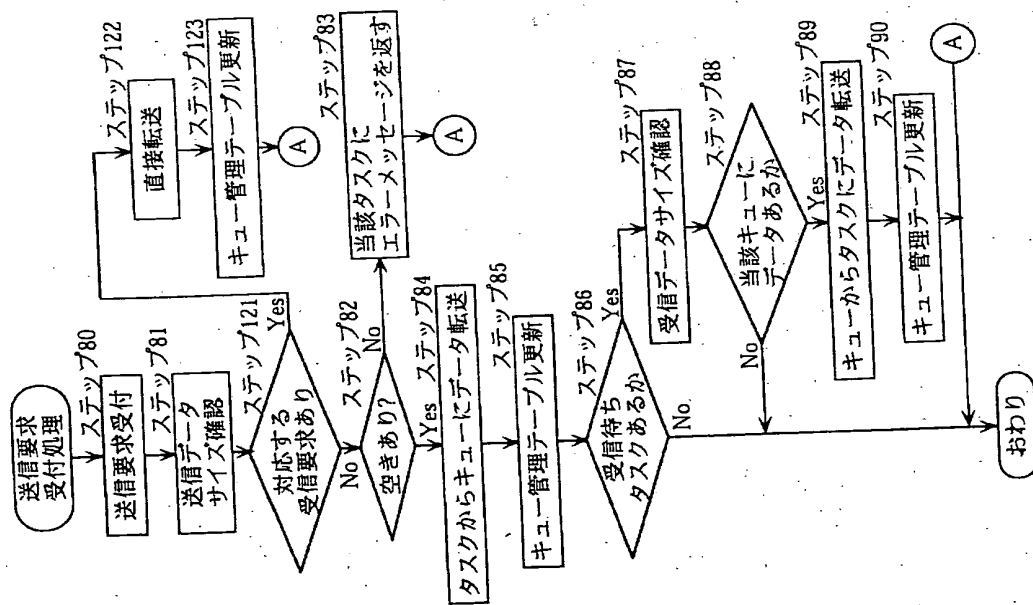 送信要求
受付処理
ステップ80
送信要求受付
ステップ81
送信データ
サイズ確認
ステップ121
対応する
受信要求あり
Yes
No
ステップ122
直接転送
ステップ123
キュー管理テーブル更新
A
ステップ82
空きあり?
No
Yes
ステップ83
当該タスクに
エラーメッセージを返す
A
ステップ84
タスクからキューにデータ転送
ステップ85
キュー管理テーブル更新
ステップ86
受信待ち
タスクあるか
Yes
No
ステップ87
受信データサイズ確認
ステップ88
当該キューに
データあるか
No
Yes
ステップ89
キューからタスクにデータ転送
ステップ90
キュー管理テーブル更新
A
おわり